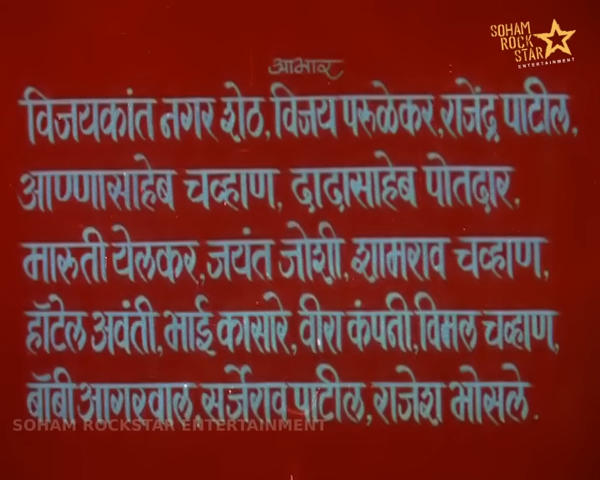 SOHAM
ROCK
STAR
ENTERTAINMENT
आभार
विजयकांत नगर शेठ, विजय परुळेकर, राजेंद्र पाटील,
आण्णासाहेब चव्हाण, दादासाहेब पोतदार,
मारुती येलकर, जयंत जोशी, शामराव चव्हाण,
हॉटेल अवंती, भाई कासारे, वीरा कंपनी, विमल चव्हाण,
बॉबी आगरवाल, सर्जेराव पाटील, राजेश भोसले.
SOHAM ROCKSTAR ENTERTAINMENT